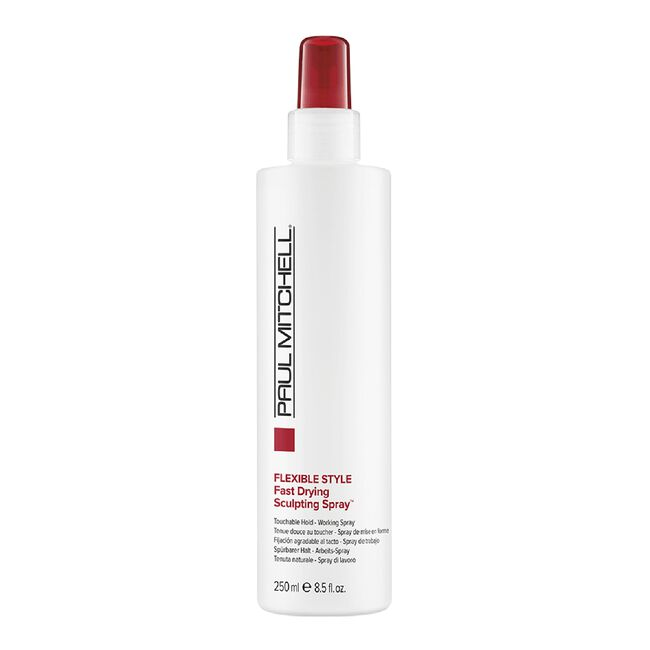 PAUL MITCHELL®
FLEXIBLE STYLE
Fast Drying
Sculpting Spray™
Touchable Hold - Working Spray
Tenue douce au toucher - Spray de mise en forme
Fijación agradable al tacto - Spray de trabajo
Spürbarer Halt - Arbeits-Spray
Tenuta naturale - Spray di lavoro
250 ml ℮ 8.5 fl. oz.